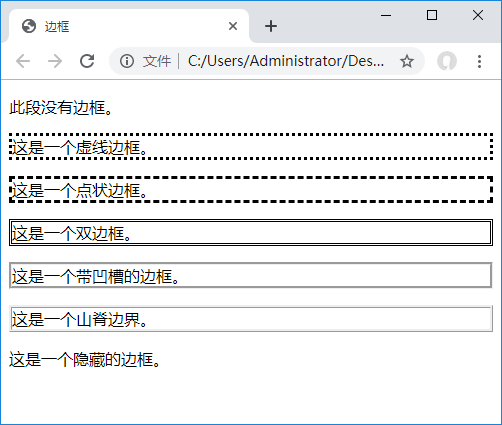 边框
文件
C:/Users/Administrator/Des...
此段没有边框。
这是一个虚线边框。
这是一个点状边框。
这是一个双边框。
这是一个带凹槽的边框。
这是一个山脊边界。
这是一个隐藏的边框。